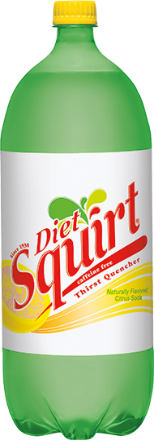 Since 1938
Diet
Squirt®
caffeine free
Thirst Quencher
Naturally Flavored
Citrus Soda